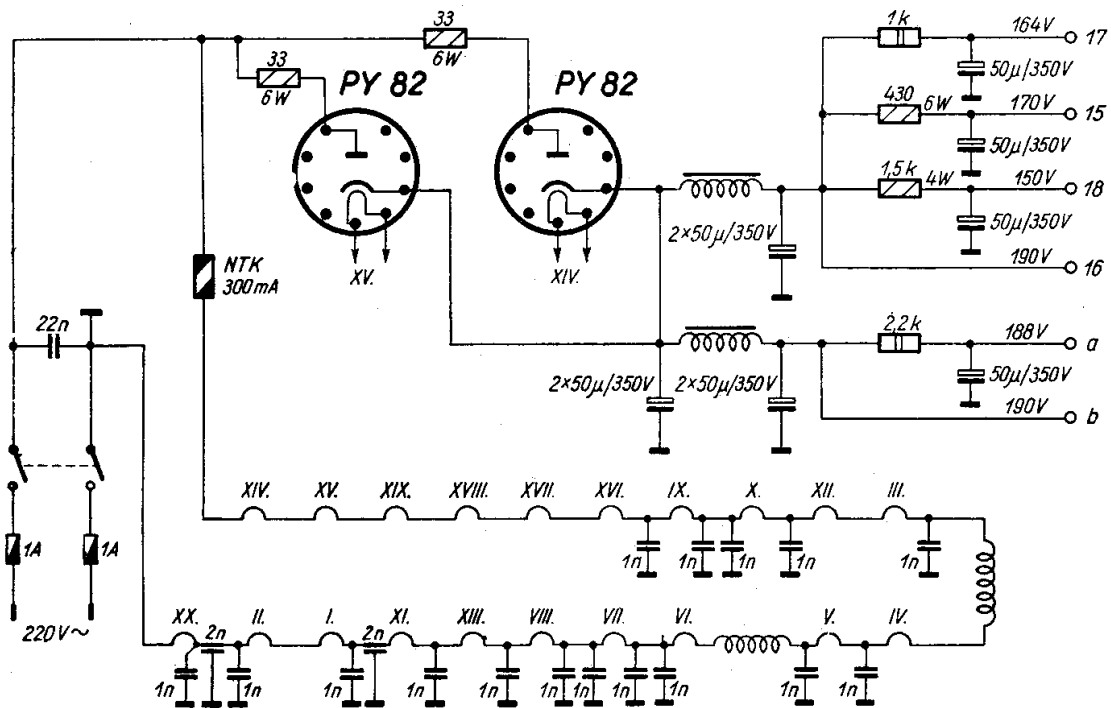 33
6W
33
6W
PY 82
PY 82
XV.
XIV.
1k
164V
17
50µ/350V
430
6W
170V
15
50µ/350V
1,5k
4W
150V
18
50µ/350V
190V
16
2×50µ/350V
2,2k
188V
a
50µ/350V
190V
b
2×50µ/350V
2×50µ/350V
NTK
300mA
22n
1A
1A
220V~
XIV.
XV.
XIX.
XVIII.
XVII.
XVI.
IX.
X.
XII.
III.
1n
1n
1n
1n
1n
XX.
2n
II.
I.
2n
XI.
XIII.
VIII.
VII.
VI.
V.
IV.
1n
1n
1n
1n
1n
1n
1n
1n
1n
1n
1n